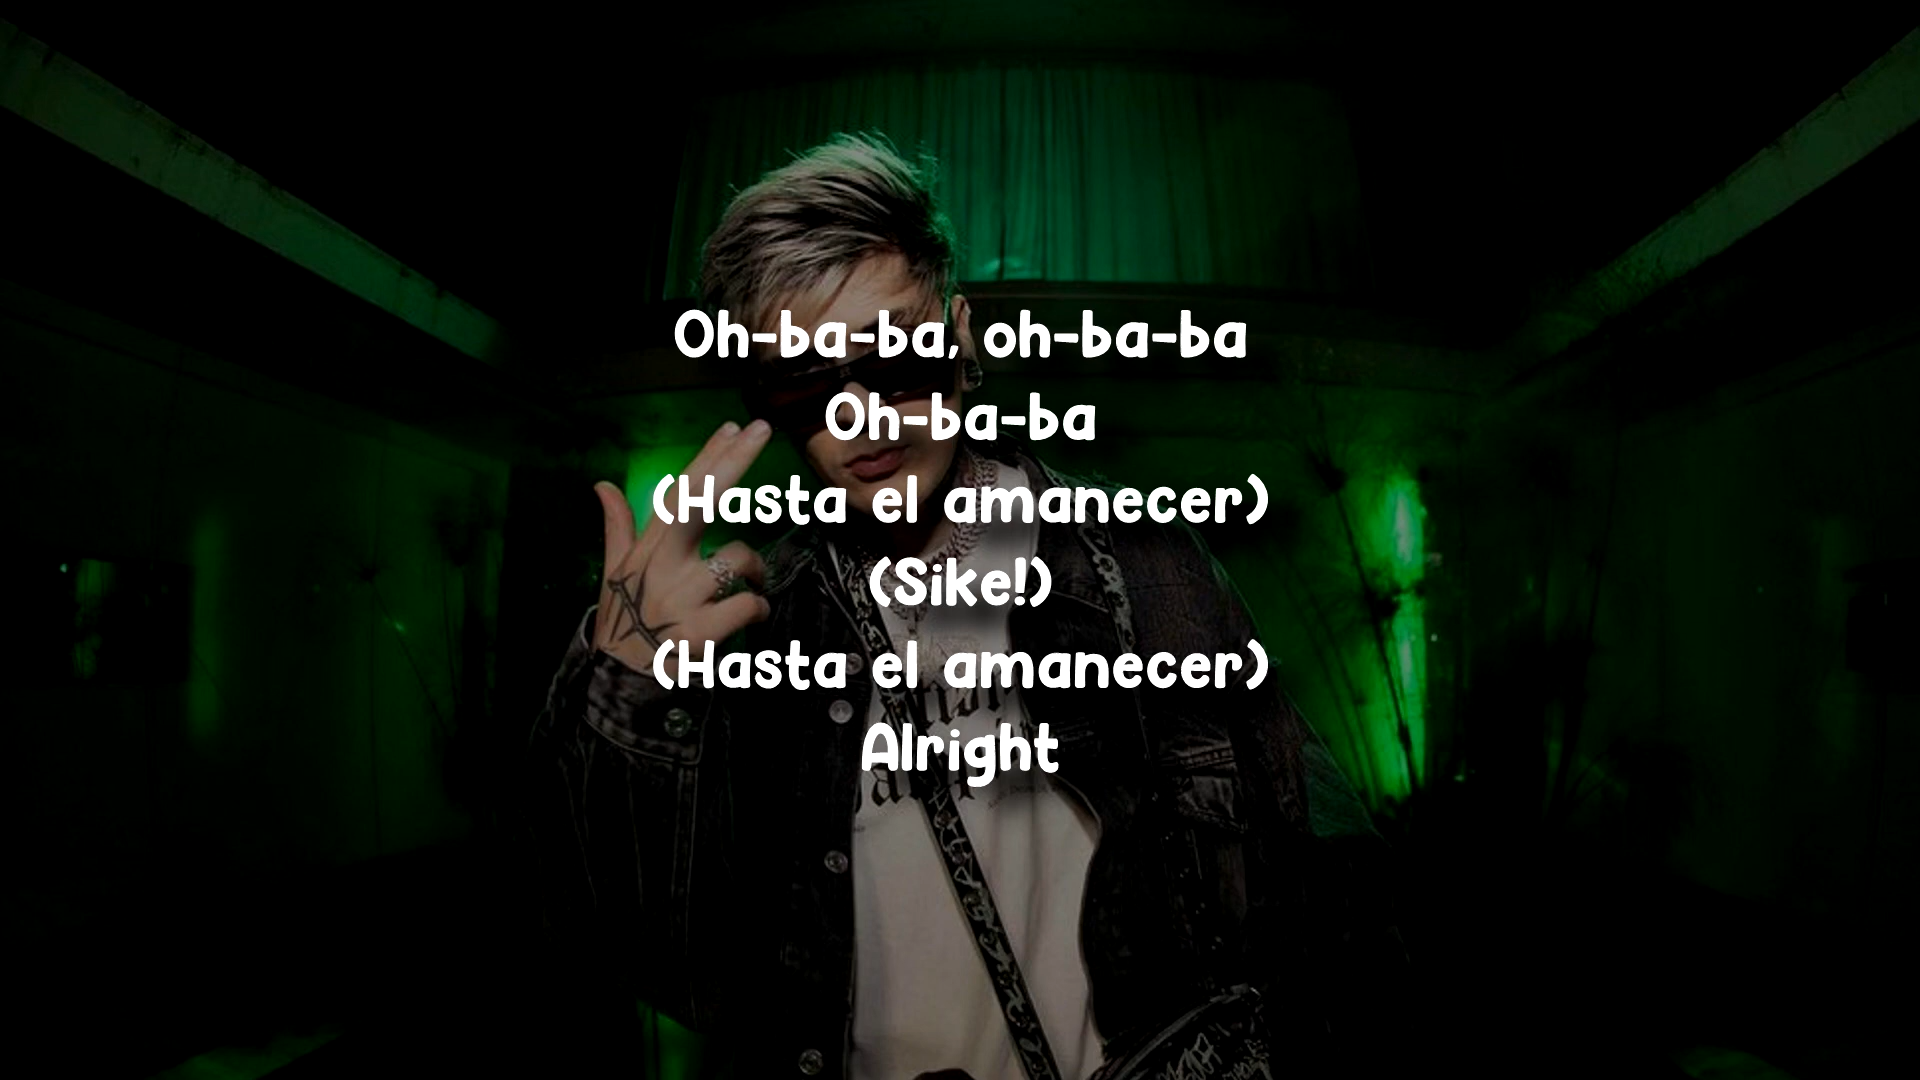 Oh-ba-ba, oh-ba-ba
Oh-ba-ba
(Hasta el amanecer)
(Sike!)
(Hasta el amanecer)
Alright